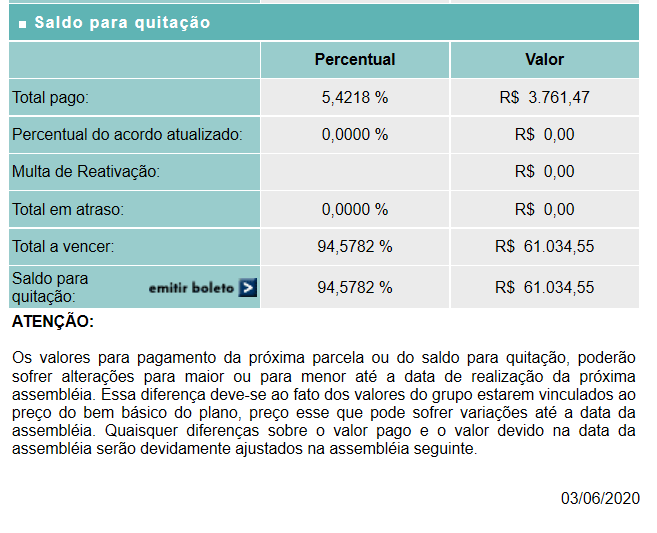 Saldo para quitação
Percentual Valor
Total pago: 5,4218 % R$ 3.761,47
Percentual do acordo atualizado: 0,0000 % R$ 0,00
Multa de Reativação: R$ 0,00
Total em atraso: 0,0000 % R$ 0,00
Total a vencer: 94,5782 % R$ 61.034,55
Saldo para
quitação: emitir boleto 94,5782 % R$ 61.034,55
ATENÇÃO:
Os valores para pagamento da próxima parcela ou do saldo para quitação, poderão
sofrer alterações para maior ou para menor até a data de realização da próxima
assembléia. Essa diferença deve-se ao fato dos valores do grupo estarem vinculados ao
preço do bem básico do plano, preço esse que pode sofrer variações até a data da
assembléia. Quaisquer diferenças sobre o valor pago e o valor devido na data da
assembléia serão devidamente ajustados na assembléia seguinte.
03/06/2020